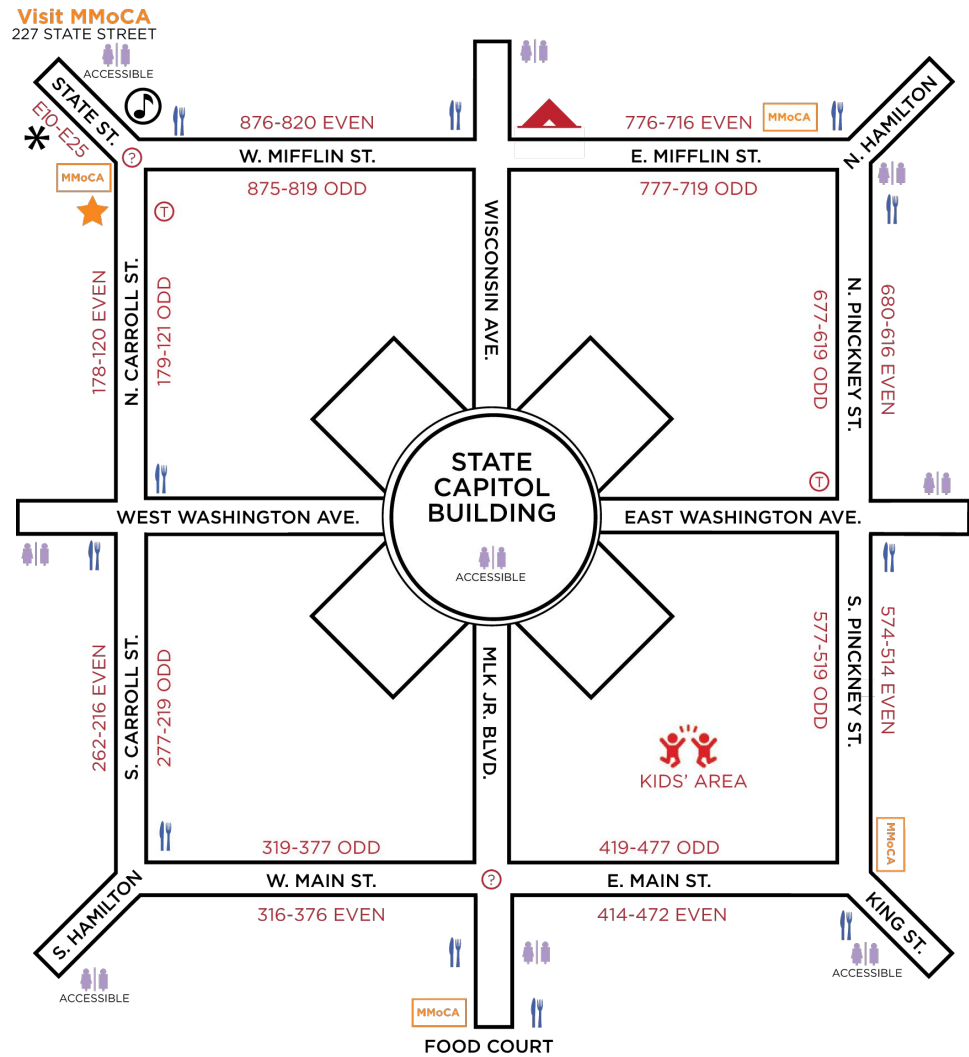 Visit MMoCA
227 STATE STREET
ACCESSIBLE
STATE ST.
E10-E25
*
MMoCA
?
T
876-820 EVEN
W. MIFFLIN ST.
875-819 ODD
776-716 EVEN
MMoCA
E. MIFFLIN ST.
777-719 ODD
N. HAMILTON
178-120 EVEN
N. CARROLL ST.
179-121 ODD
WISCONSIN AVE.
677-619 ODD
N. PINCKNEY ST.
680-616 EVEN
T
STATE
CAPITOL
BUILDING
ACCESSIBLE
WEST WASHINGTON AVE.
EAST WASHINGTON AVE.
262-216 EVEN
S. CARROLL ST.
277-219 ODD
MLK JR. BLVD.
577-519 ODD
S. PINCKNEY ST.
574-514 EVEN
KIDS' AREA
MMoCA
319-377 ODD
W. MAIN ST.
316-376 EVEN
?
419-477 ODD
E. MAIN ST.
414-472 EVEN
S. HAMILTON
ACCESSIBLE
KING ST.
ACCESSIBLE
MMoCA
FOOD COURT